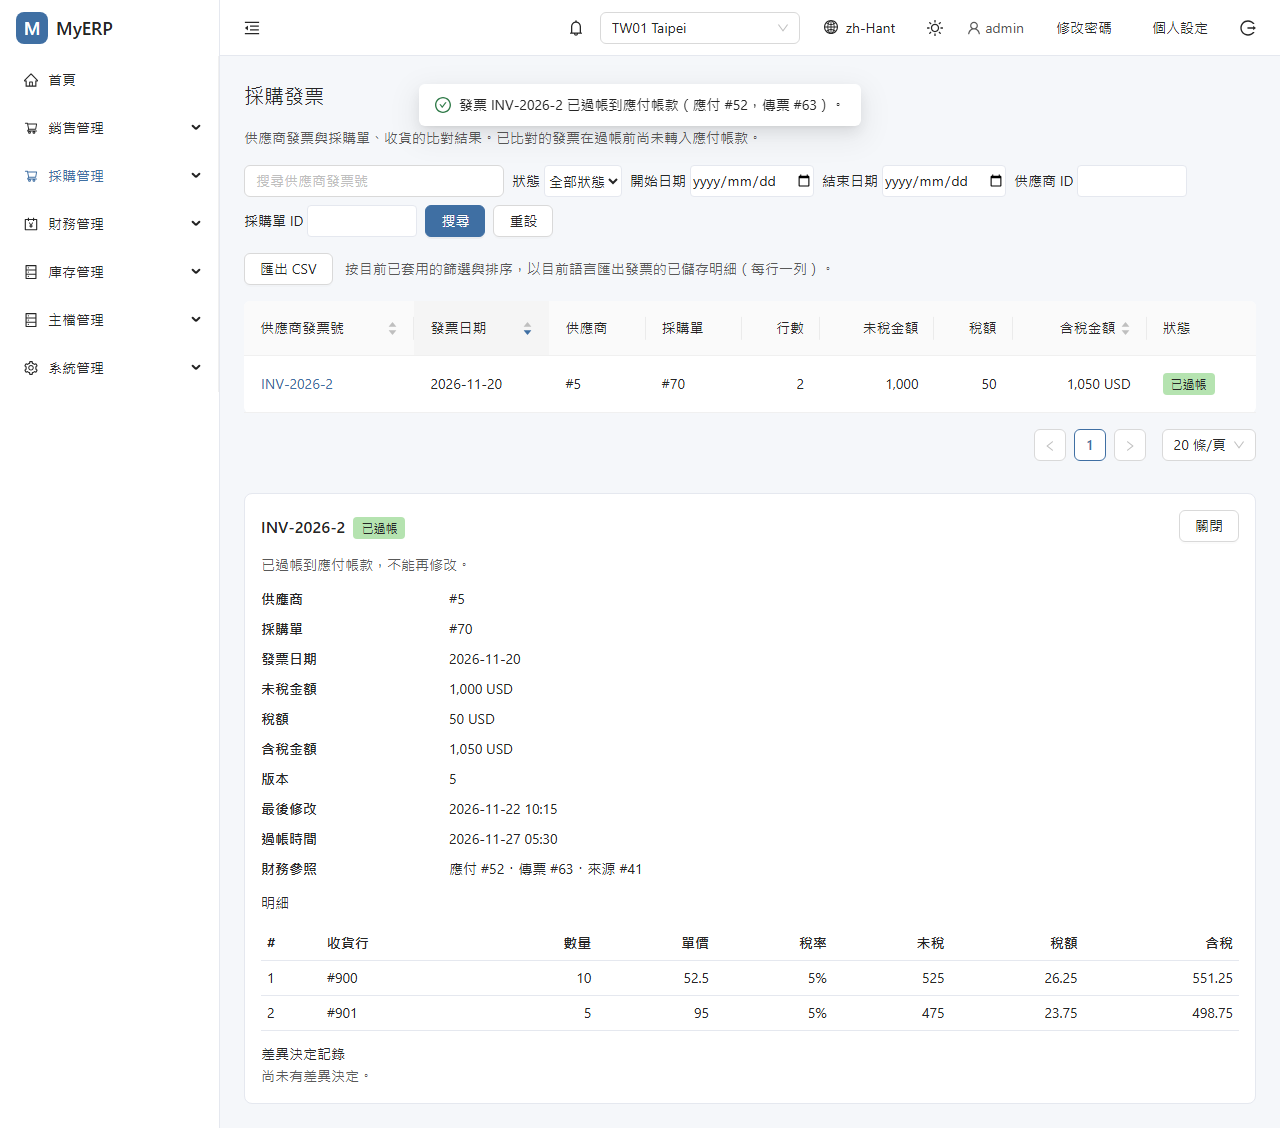 M MyERP
TW01 Taipei
zh-Hant
admin
修改密碼
個人設定
首頁
銷售管理
採購管理
財務管理
庫存管理
主檔管理
系統管理
採購發票
發票 INV-2026-2 已過帳到應付帳款（應付 #52，傳票 #63）。
供應商發票與採購單、收貨的比對結果。已比對的發票在過帳前尚未轉入應付帳款。
搜尋供應商發票號 狀態 全部狀態 開始日期 yyyy/mm/dd 結束日期 yyyy/mm/dd 供應商 ID
採購單 ID 搜尋 重設
匯出 CSV 按目前已套用的篩選與排序，以目前語言匯出發票的已儲存明細（每行一列）。
供應商發票號 發票日期 供應商 採購單 行數 未稅金額 稅額 含稅金額 狀態
INV-2026-2 2026-11-20 #5 #70 2 1,000 50 1,050 USD 已過帳
1 20 條/頁
INV-2026-2 已過帳 關閉
已過帳到應付帳款，不能再修改。
供應商 #5
採購單 #70
發票日期 2026-11-20
未稅金額 1,000 USD
稅額 50 USD
含稅金額 1,050 USD
版本 5
最後修改 2026-11-22 10:15
過帳時間 2026-11-27 05:30
財務參照 應付 #52・傳票 #63・來源 #41
明細
# 收貨行 數量 單價 稅率 未稅 稅額 含稅
1 #900 10 52.5 5% 525 26.25 551.25
2 #901 5 95 5% 475 23.75 498.75
差異決定記錄
尚未有差異決定。